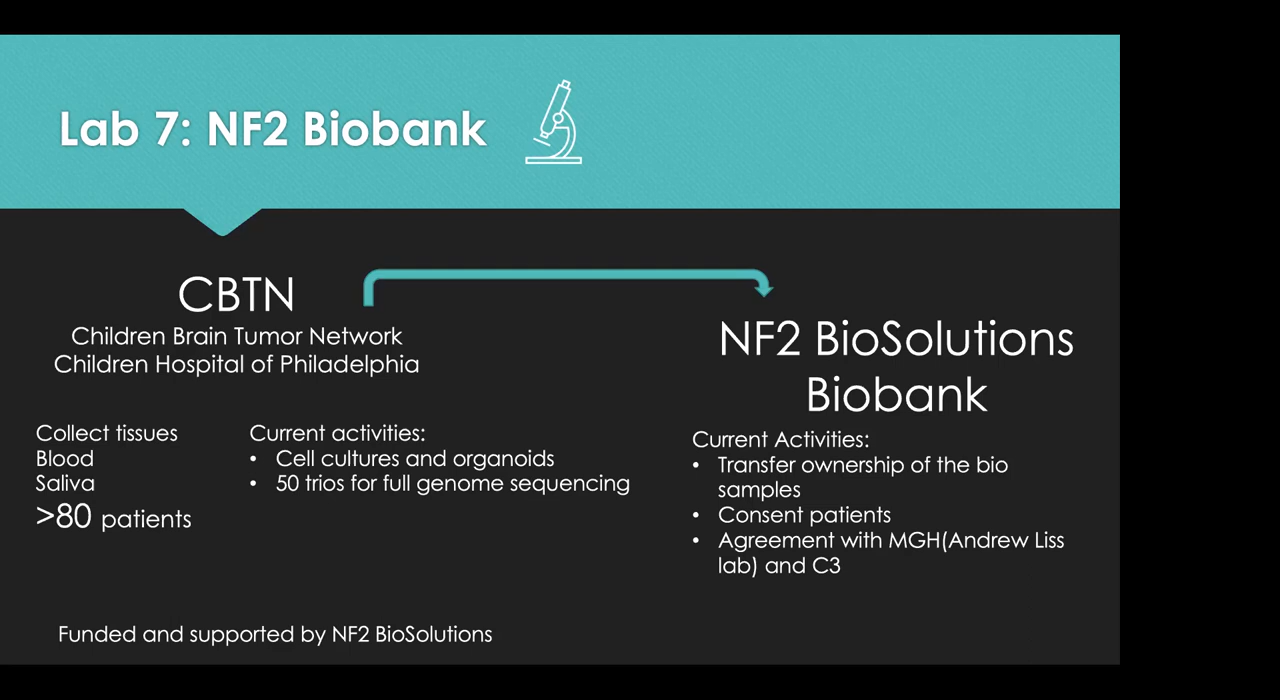 Lab 7: NF2 Biobank
CBTN
Children Brain Tumor Network
Children Hospital of Philadelphia
Collect tissues
Blood
Saliva
>80 patients
Current activities:
• Cell cultures and organoids
• 50 trios for full genome sequencing
NF2 BioSolutions
Biobank
Current Activities:
• Transfer ownership of the bio
samples
• Consent patients
• Agreement with MGH(Andrew Liss
lab) and C3
Funded and supported by NF2 BioSolutions